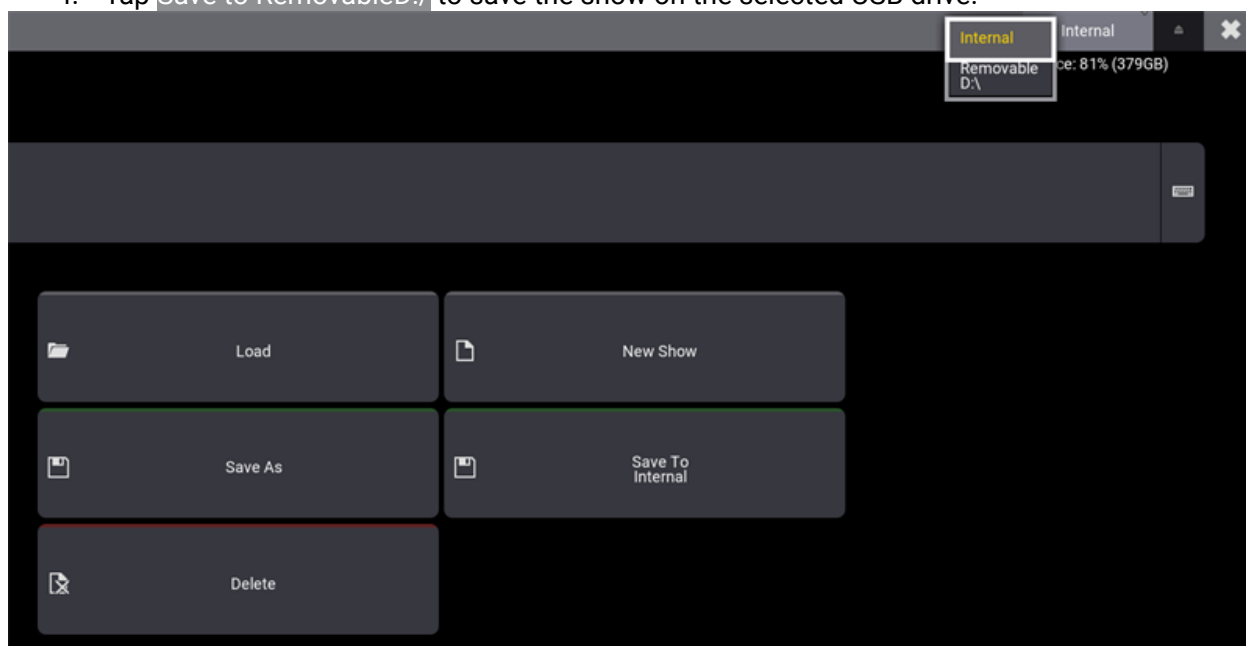 Tap Save to RemovableD:/ to save the show on the selected USB drive.
Internal
Internal
Removable
D:\
ce: 81% (379GB)
Load
New Show
Save As
Save To
Internal
Delete